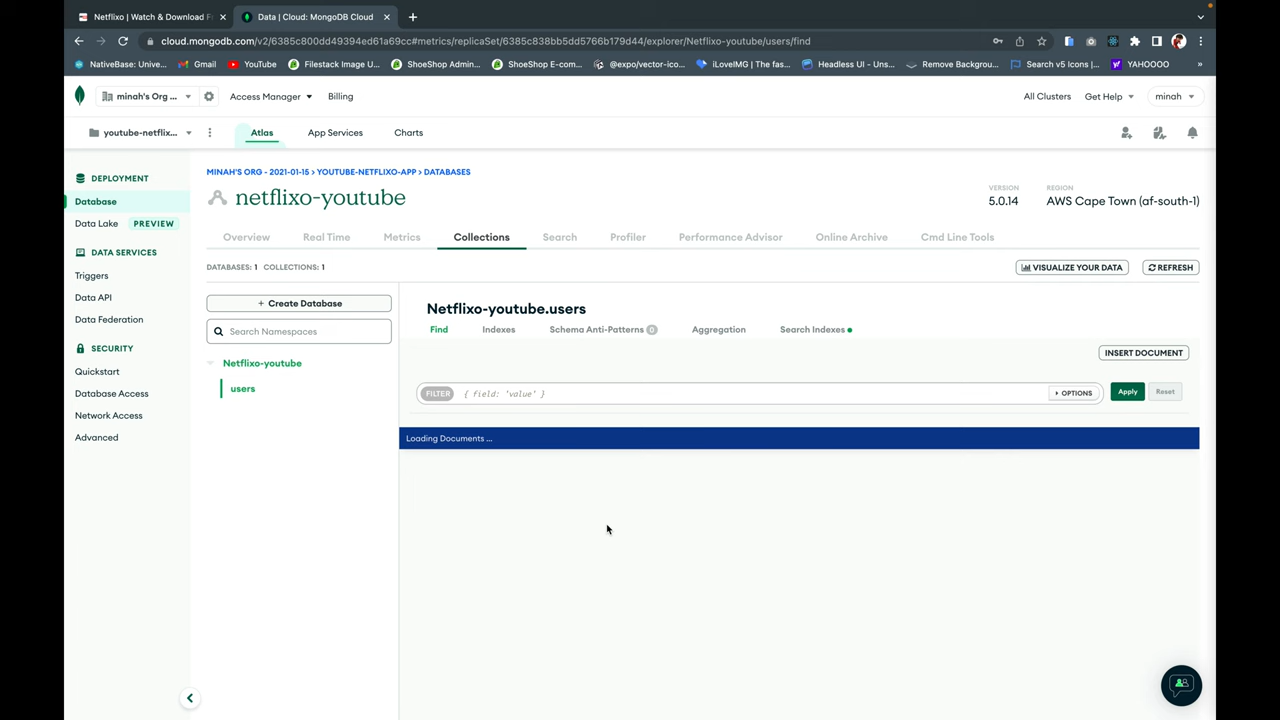 Netflixo | Watch & Download F
Data | Cloud: MongoDB Cloud
cloud.mongodb.com/v2/6385c800dd49394ed61a69cc#metrics/replicaSet/6385c838bb5dd5766b179d44/explorer/Netflixo-youtube/users/find
NativeBase: Unive... Gmail YouTube Filestack Image U... ShoeShop Admin... ShoeShop E-com... @expo/vector-ico... iLoveIMG | The fas... Headless UI - Uns... Remove Backgrou... Search v5 Icons |... YAHOOOO »
minah's Org ... Access Manager Billing All Clusters Get Help minah
youtube-netflix... Atlas App Services Charts
DEPLOYMENT
Database
Data Lake PREVIEW
DATA SERVICES
Triggers
Data API
Data Federation
SECURITY
Quickstart
Database Access
Network Access
Advanced
MINAH'S ORG - 2021-01-15 > YOUTUBE-NETFLIXO-APP > DATABASES
netflixo-youtube
VERSION
5.0.14
REGION
AWS Cape Town (af-south-1)
Overview Real Time Metrics Collections Search Profiler Performance Advisor Online Archive Cmd Line Tools
DATABASES: 1 COLLECTIONS: 1
VISUALIZE YOUR DATA
REFRESH
+ Create Database
Search Namespaces
Netflixo-youtube
users
Netflixo-youtube.users
Find Indexes Schema Anti-Patterns 0 Aggregation Search Indexes
INSERT DOCUMENT
FILTER { field: 'value' } OPTIONS Apply Reset
Loading Documents ...